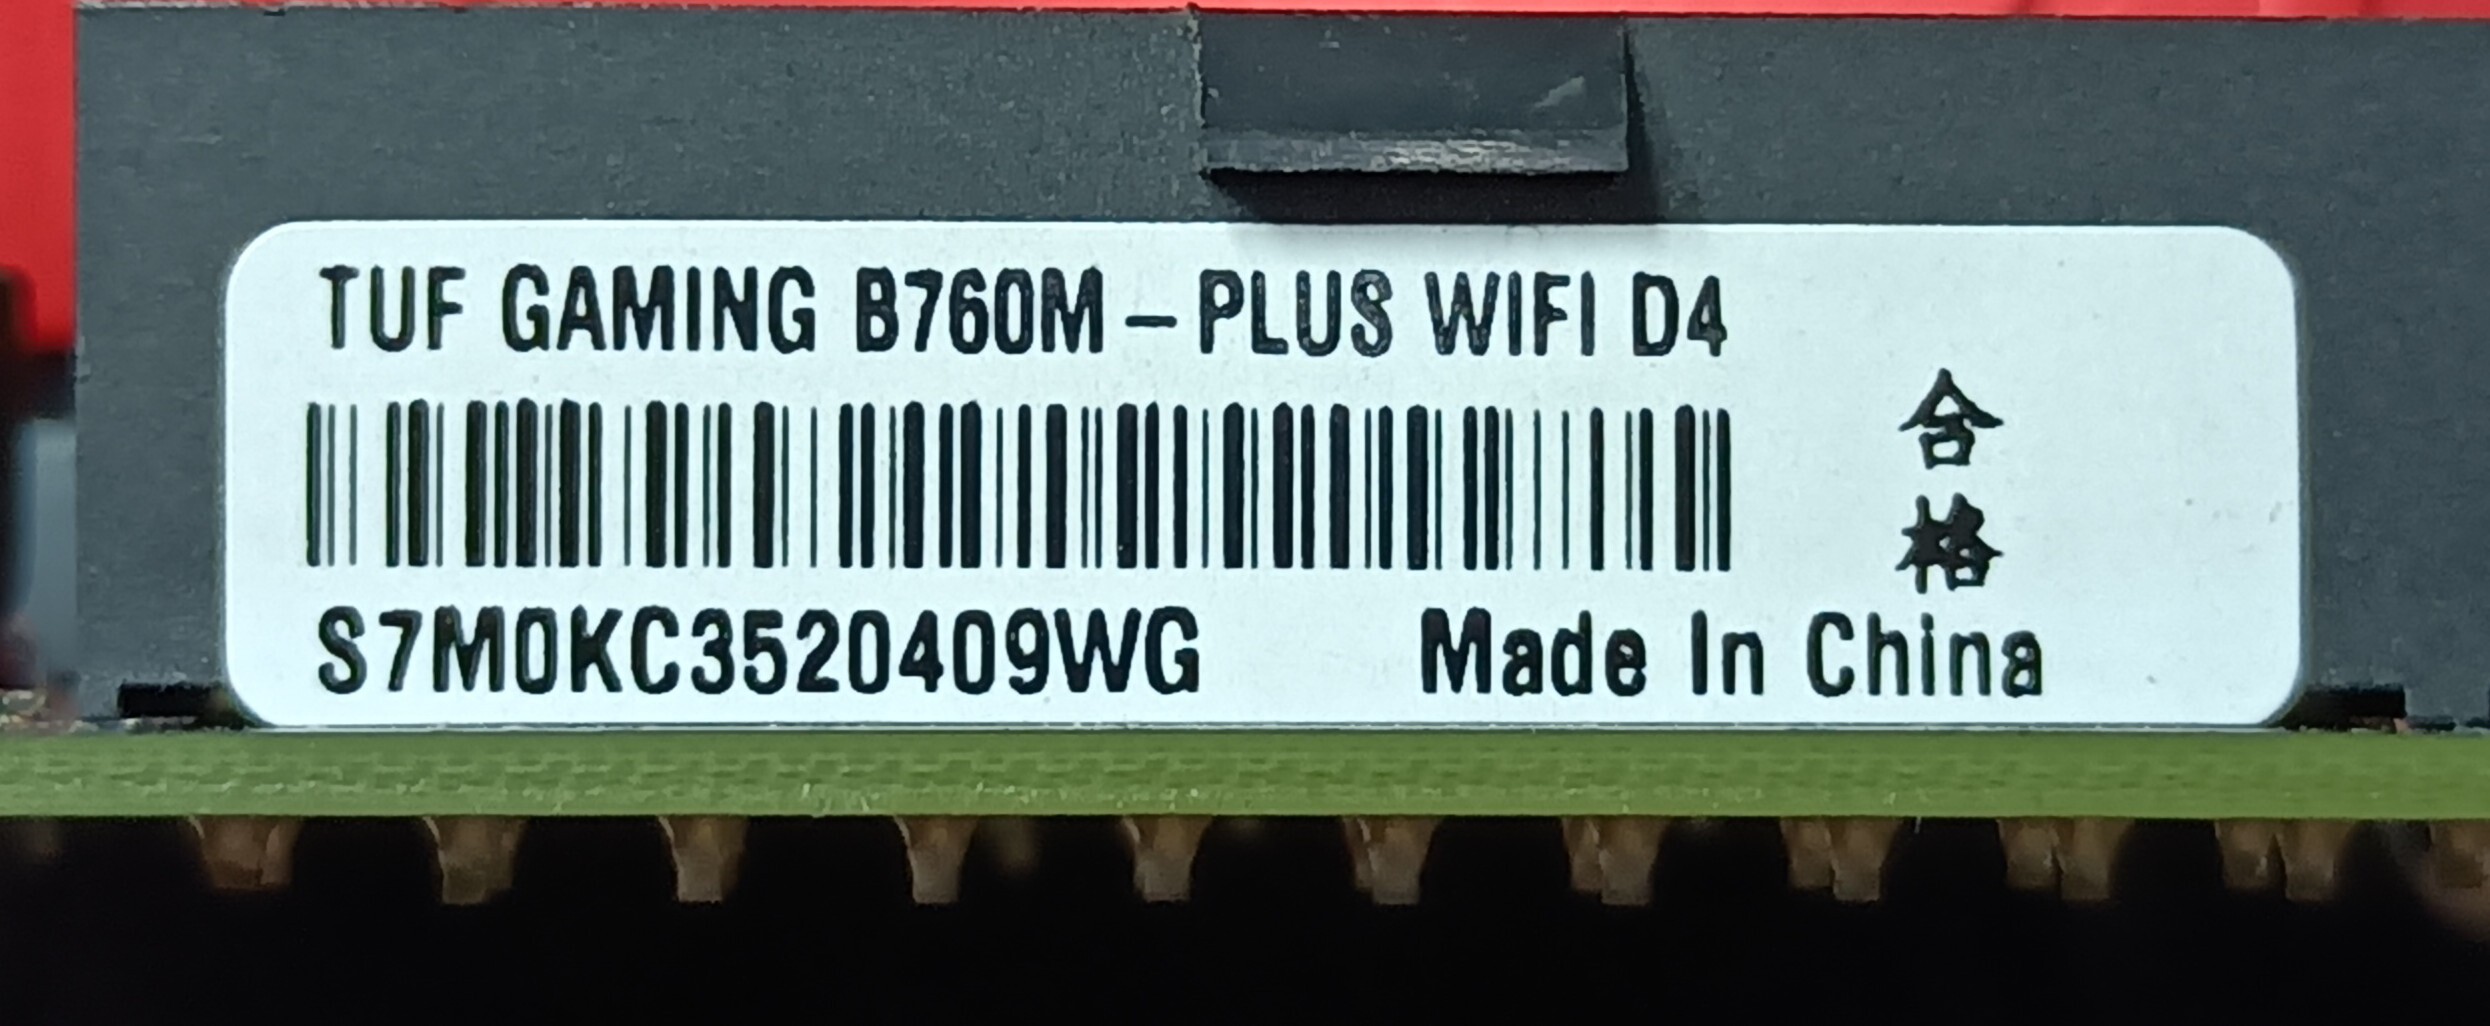 TUF GAMING B760M-PLUS WIFI D4
合
格
S7M0KC3520409WG Made In China